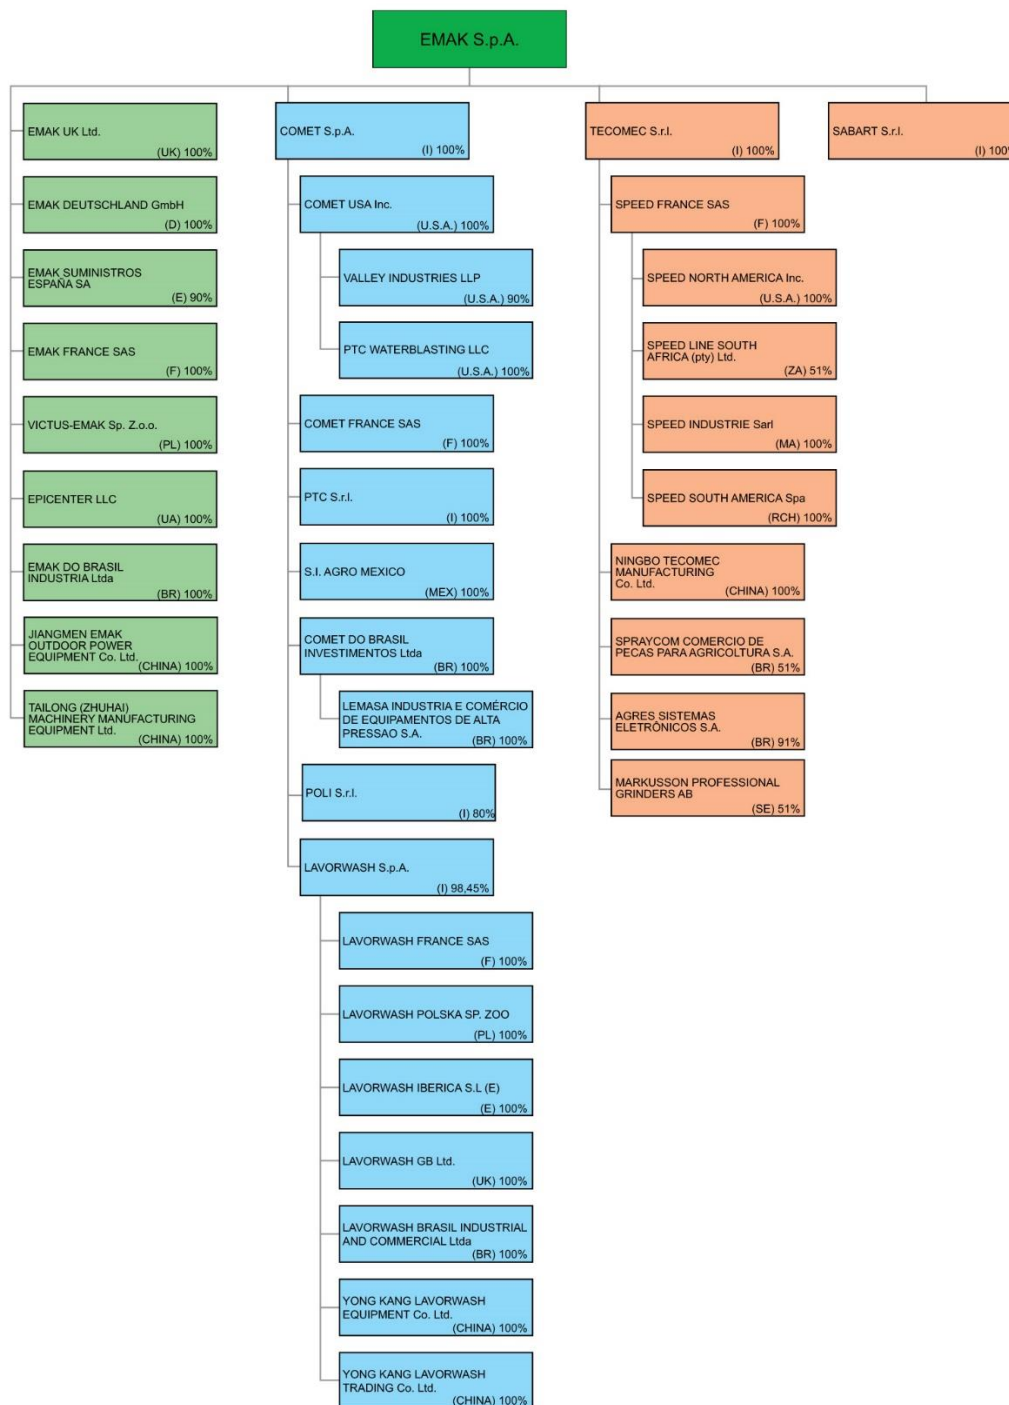 EMAK S.p.A.
EMAK UK Ltd.
(UK) 100%
EMAK DEUTSCHLAND GmbH
(D) 100%
EMAK SUMINISTROS
ESPAÑA SA
(E) 90%
EMAK FRANCE SAS
(F) 100%
VICTUS-EMAK Sp. Z.o.o.
(PL) 100%
EPICENTER LLC
(UA) 100%
EMAK DO BRASIL
INDUSTRIA Ltda
(BR) 100%
JIANGMEN EMAK
OUTDOOR POWER
EQUIPMENT Co. Ltd.
(CHINA) 100%
TAILONG (ZHUHAI)
MACHINERY MANUFACTURING
EQUIPMENT Ltd.
(CHINA) 100%
COMET S.p.A.
(I) 100%
COMET USA Inc.
(U.S.A.) 100%
VALLEY INDUSTRIES LLP
(U.S.A.) 90%
PTC WATERBLASTING LLC
(U.S.A.) 100%
COMET FRANCE SAS
(F) 100%
PTC S.r.l.
(I) 100%
S.I. AGRO MEXICO
(MEX) 100%
COMET DO BRASIL
INVESTIMENTOS Ltda
(BR) 100%
LEMASA INDUSTRIA E COMÉRCIO
DE EQUIPAMENTOS DE ALTA
PRESSAO S.A.
(BR) 100%
POLI S.r.l.
(I) 80%
LAVORWASH S.p.A.
(I) 98,45%
LAVORWASH FRANCE SAS
(F) 100%
LAVORWASH POLSKA SP. ZOO
(PL) 100%
LAVORWASH IBERICA S.L (E)
(E) 100%
LAVORWASH GB Ltd.
(UK) 100%
LAVORWASH BRASIL INDUSTRIAL
AND COMMERCIAL Ltda
(BR) 100%
YONG KANG LAVORWASH
EQUIPMENT Co. Ltd.
(CHINA) 100%
YONG KANG LAVORWASH
TRADING Co. Ltd.
(CHINA) 100%
TECOMEC S.r.l.
(I) 100%
SPEED FRANCE SAS
(F) 100%
SPEED NORTH AMERICA Inc.
(U.S.A.) 100%
SPEED LINE SOUTH
AFRICA (pty) Ltd.
(ZA) 51%
SPEED INDUSTRIE Sarl
(MA) 100%
SPEED SOUTH AMERICA Spa
(RCH) 100%
NINGBO TECOMEC
MANUFACTURING
Co. Ltd.
(CHINA) 100%
SPRAYCOM COMERCIO DE
PECAS PARA AGRICOLTURA S.A.
(BR) 51%
AGRES SISTEMAS
ELETRÔNICOS S.A.
(BR) 91%
MARKUSSON PROFESSIONAL
GRINDERS AB
(SE) 51%
SABART S.r.l.
(I) 100%